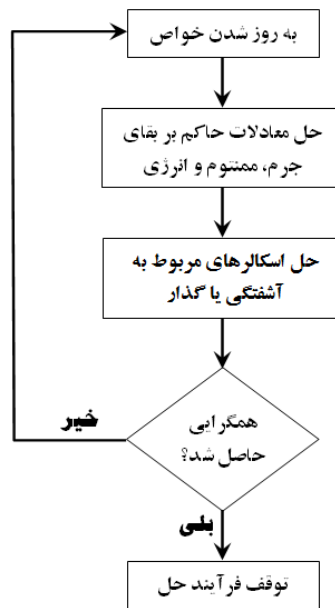 به روز شدن خواص
حل معادلات حاکم بر بقای
جرم، ممنتوم و انرژی
حل اسکالرهای مربوط به
آشفتگی یا گذار
همگرایی
حاصل شد؟
خیر
بلی
توقف فرآیند حل